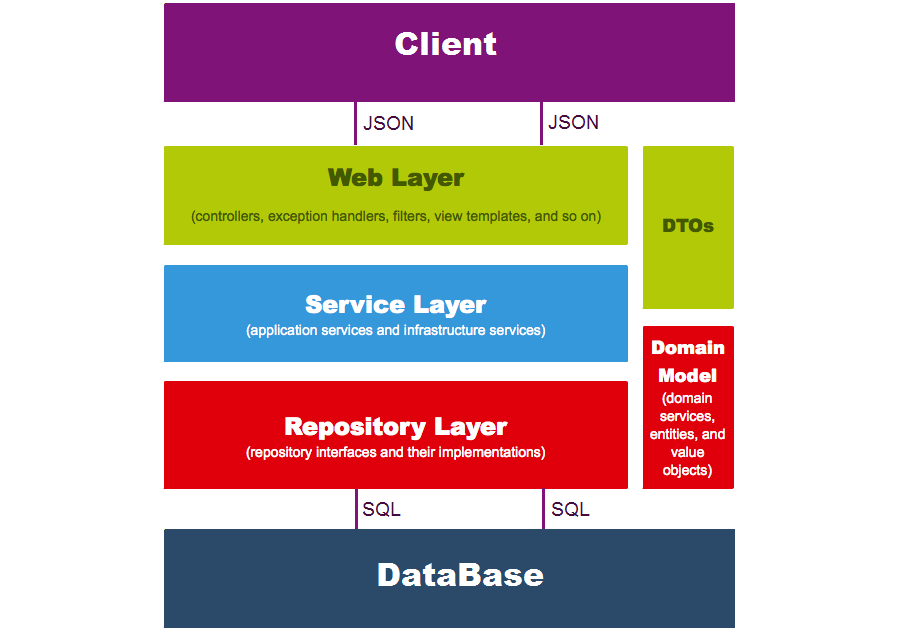 Client
JSON
JSON
Web Layer
(controllers, exception handlers, filters, view templates, and so on)
DTOs
Service Layer
(application services and infrastructure services)
Domain
Model
(domain
services,
entities, and
value
objects)
Repository Layer
(repository interfaces and their implementations)
SQL
SQL
DataBase